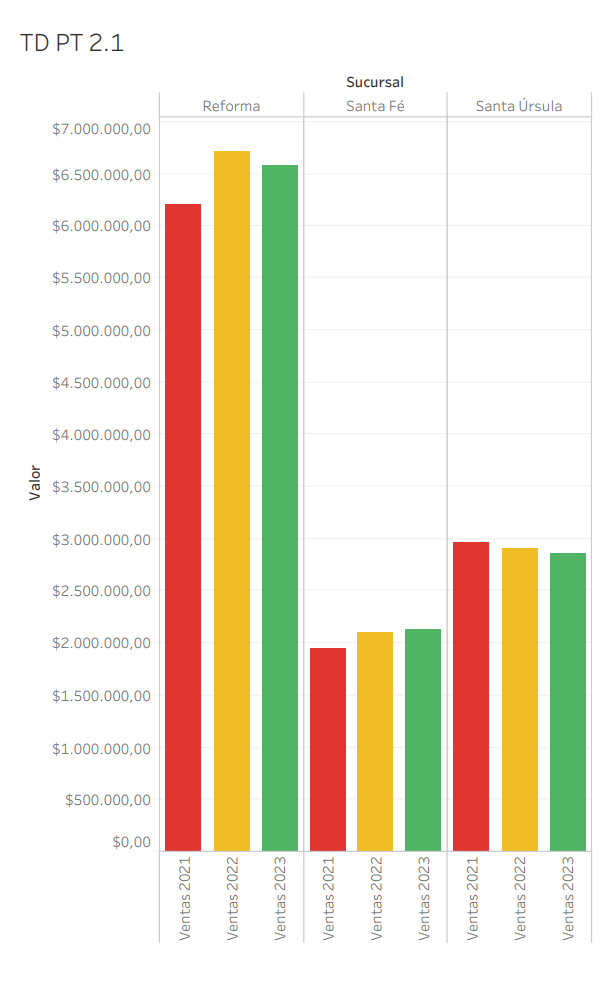 TD PT 2.1
Sucursal
Reforma
Santa Fé
Santa Úrsula
$7.000.000,00
$6.500.000,00
$6.000.000,00
$5.500.000,00
$5.000.000,00
$4.500.000,00
$4.000.000,00
$3.500.000,00
$3.000.000,00
$2.500.000,00
$2.000.000,00
$1.500.000,00
$1.000.000,00
$500.000,00
$0,00
Valor
Ventas 2021
Ventas 2022
Ventas 2023
Ventas 2021
Ventas 2022
Ventas 2023
Ventas 2021
Ventas 2022
Ventas 2023